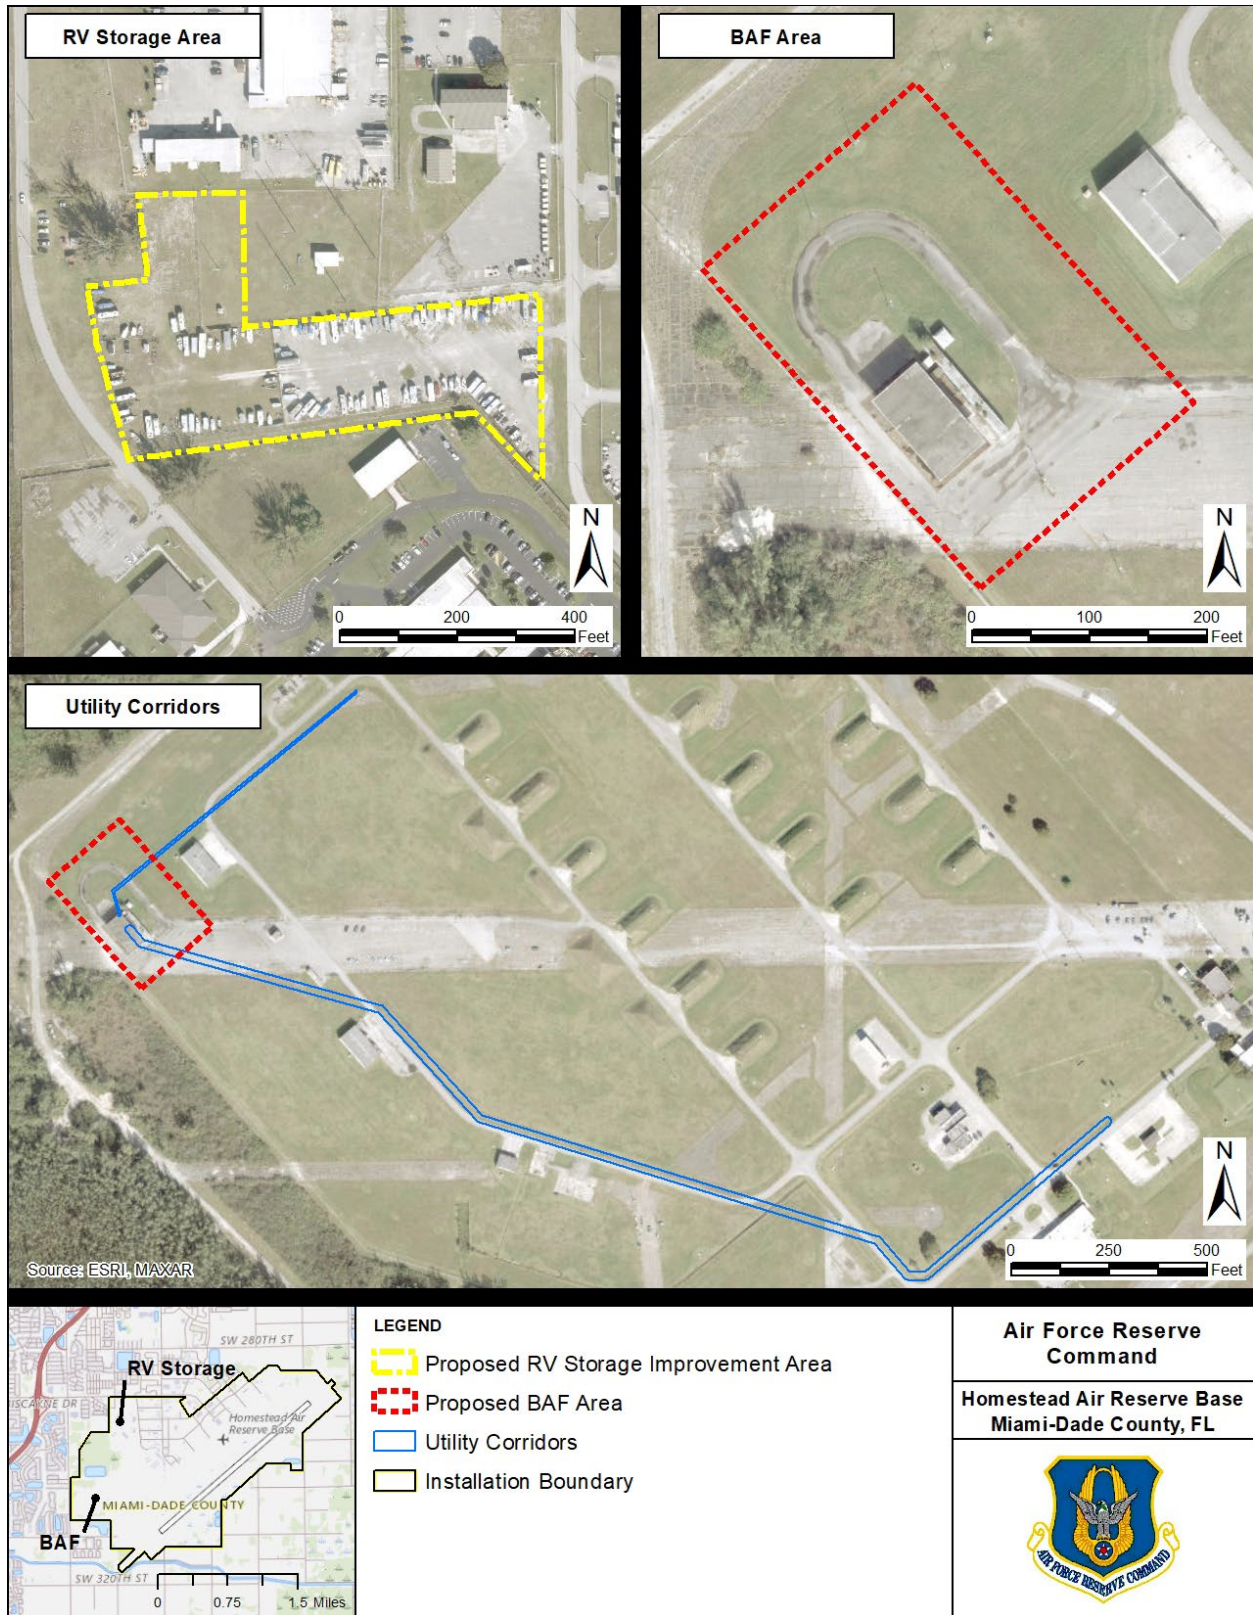 RV Storage Area
N
0 200 400
Feet
BAF Area
N
0 100 200
Feet
Utility Corridors
N
0 250 500
Feet
Source: ESRI, MAXAR
SW 280TH ST
RV Storage
ISCAYNE DR
Homestead Air
Reserve Base
MIAMI-DADE COUNTY
BAF
SW 320TH ST
0 0.75 1.5 Miles
LEGEND
Proposed RV Storage Improvement Area
Proposed BAF Area
Utility Corridors
Installation Boundary
Air Force Reserve
Command
Homestead Air Reserve Base
Miami-Dade County, FL
AIR FORCE RESERVE COMMAND